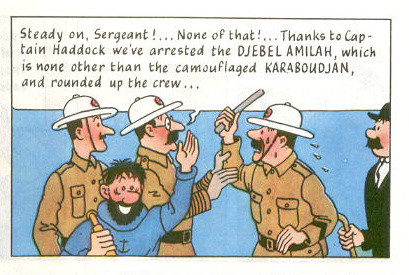 Steady on, Sergeant!... None of that!... Thanks to Cap-
tain Haddock we've arrested the DJEBEL AMILAH, which
is none other than the camouflaged KARABOUDJAN,
and rounded up the crew...